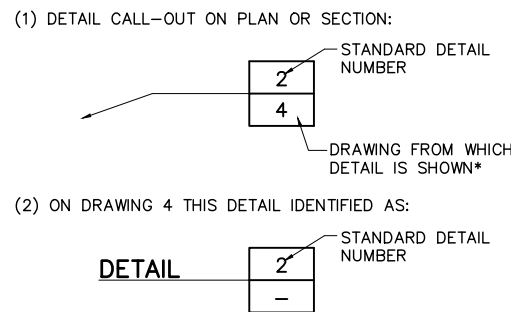 (1) DETAIL CALL-OUT ON PLAN OR SECTION:
STANDARD DETAIL
NUMBER
2
4
DRAWING FROM WHICH
DETAIL IS SHOWN*
(2) ON DRAWING 4 THIS DETAIL IDENTIFIED AS:
STANDARD DETAIL
NUMBER
DETAIL
2
-